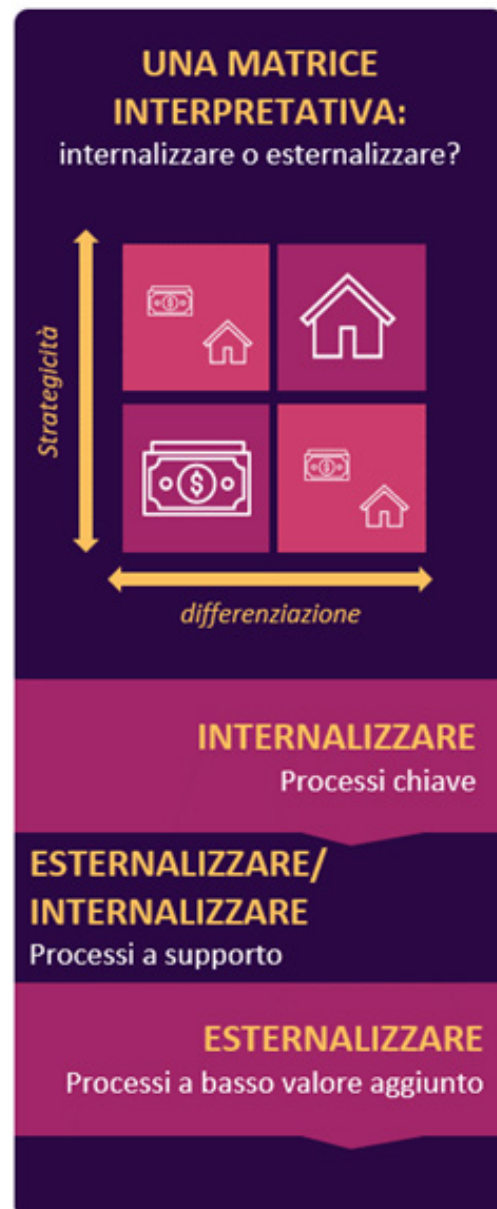 UNA MATRICE
INTERPRETATIVA:
internalizzare o esternalizzare?
Strategicità
differenziazione
INTERNALIZZARE
Processi chiave
ESTERNALIZZARE/
INTERNALIZZARE
Processi a supporto
ESTERNALIZZARE
Processi a basso valore aggiunto